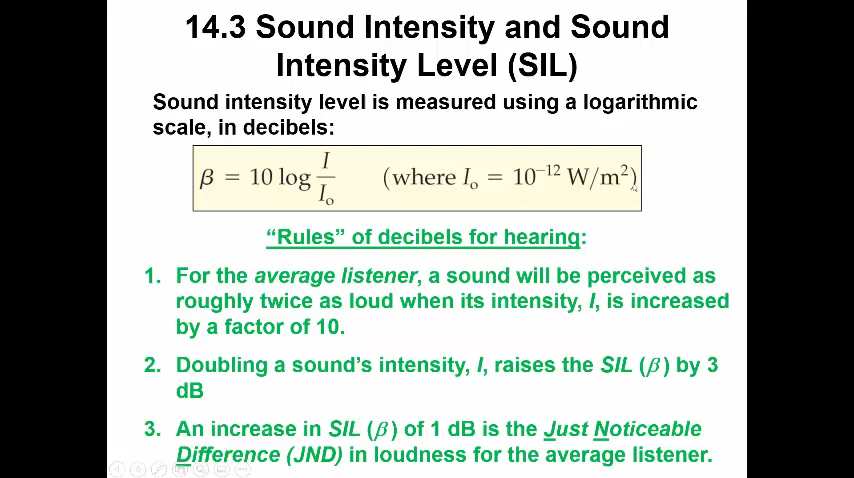 14.3 Sound Intensity and Sound
Intensity Level (SIL)
Sound intensity level is measured using a logarithmic
scale, in decibels:
β = 10 log I/I₀ (where I₀ = 10⁻¹² W/m²)
“Rules” of decibels for hearing:
1. For the average listener, a sound will be perceived as
roughly twice as loud when its intensity, I, is increased
by a factor of 10.
2. Doubling a sound’s intensity, I, raises the SIL (β) by 3
dB
3. An increase in SIL (β) of 1 dB is the Just Noticeable
Difference (JND) in loudness for the average listener.